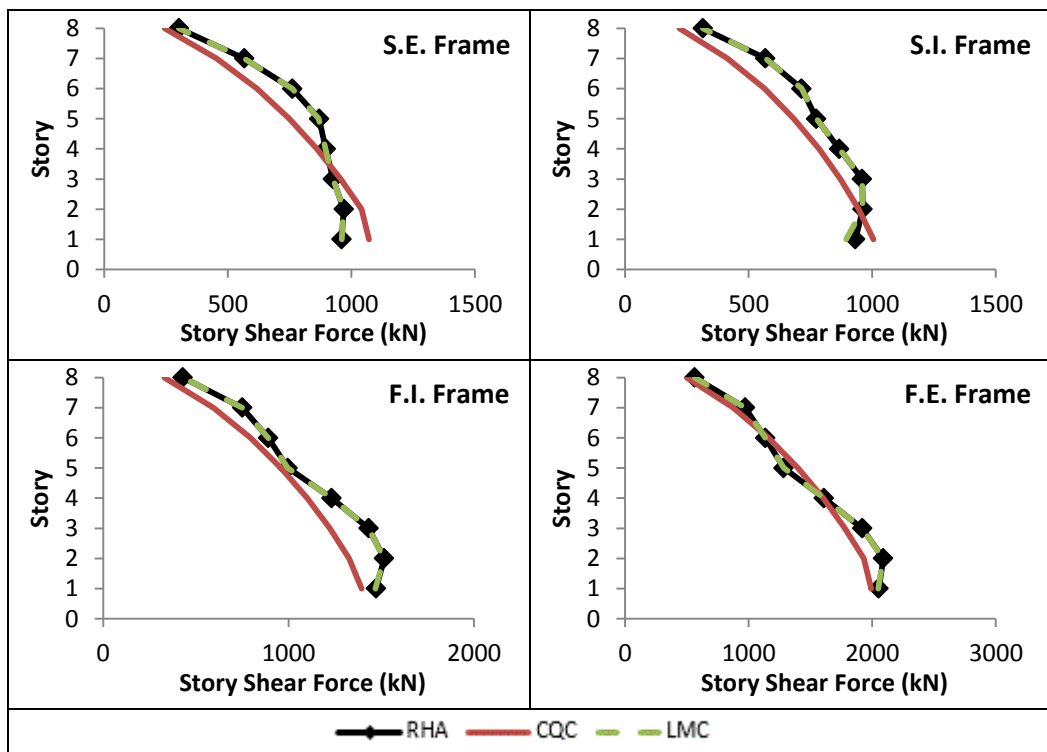 S.E. Frame
8
7
6
5
4
3
2
1
0
Story
0 500 1000 1500
Story Shear Force (kN)
S.I. Frame
8
7
6
5
4
3
2
1
0
Story
0 500 1000 1500
Story Shear Force (kN)
F.I. Frame
8
7
6
5
4
3
2
1
0
Story
0 1000 2000
Story Shear Force (kN)
F.E. Frame
8
7
6
5
4
3
2
1
0
Story
0 1000 2000 3000
Story Shear Force (kN)
RHA CQC LMC